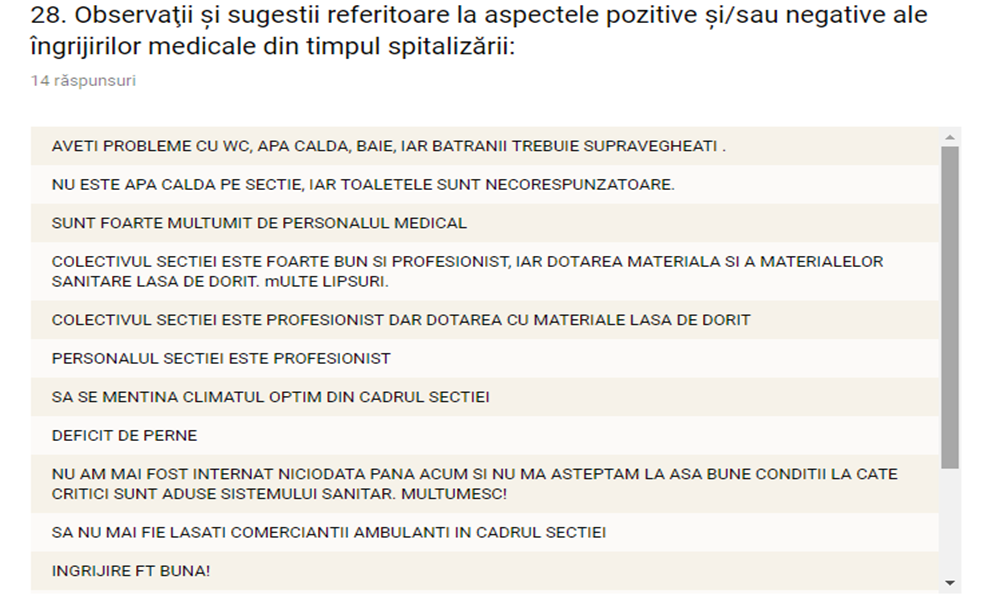 28. Observaţii și sugestii referitoare la aspectele pozitive și/sau negative ale
îngrijirilor medicale din timpul spitalizării:
14 răspunsuri
AVETI PROBLEME CU WC, APA CALDA, BAIE, IAR BATRANII TREBUIE SUPRAVEGHEATI .
NU ESTE APA CALDA PE SECTIE, IAR TOALETELE SUNT NECORESPUNZATOARE.
SUNT FOARTE MULTUMIT DE PERSONALUL MEDICAL
COLECTIVUL SECTIEI ESTE FOARTE BUN SI PROFESIONIST, IAR DOTAREA MATERIALA SI A MATERIALELOR
SANITARE LASA DE DORIT. mULTE LIPSURI.
COLECTIVUL SECTIEI ESTE PROFESIONIST DAR DOTAREA CU MATERIALE LASA DE DORIT
PERSONALUL SECTIEI ESTE PROFESIONIST
SA SE MENTINA CLIMATUL OPTIM DIN CADRUL SECTIEI
DEFICIT DE PERNE
NU AM MAI FOST INTERNAT NICIODATA PANA ACUM SI NU MA ASTEPTAM LA ASA BUNE CONDITII LA CATE
CRITICI SUNT ADUSE SISTEMULUI SANITAR. MULTUMESC!
SA NU MAI FIE LASATI COMERCIANTII AMBULANTI IN CADRUL SECTIEI
INGRIJIRE FT BUNA!